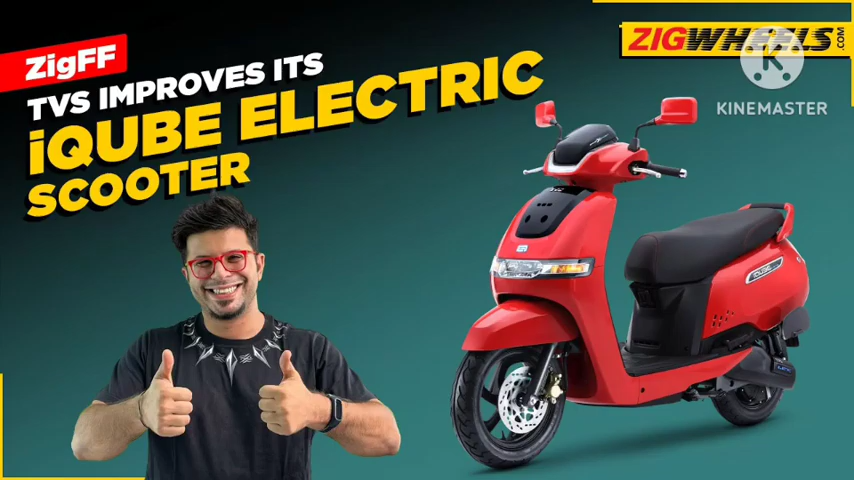 ZigFF
TVS IMPROVES ITS
iQUBE ELECTRIC
SCOOTER
ZIGWHEELS.COM
K
KINEMASTER